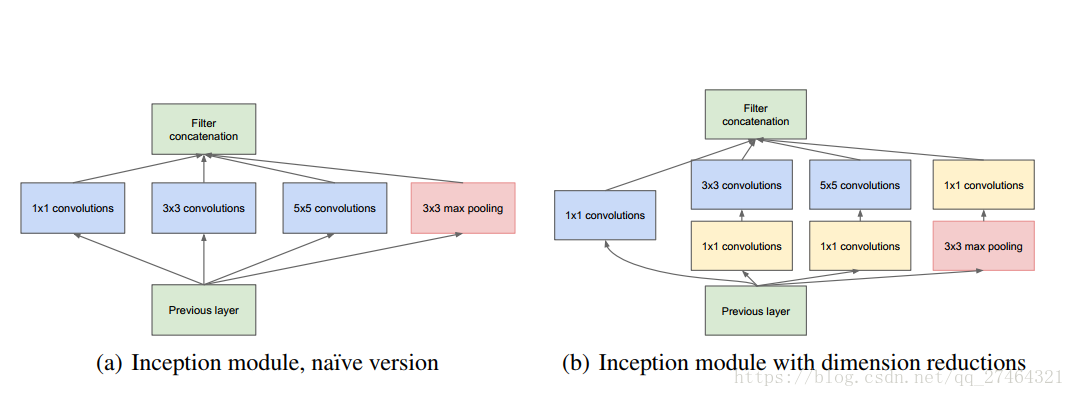 Filter
concatenation
1x1 convolutions
3x3 convolutions
5x5 convolutions
3x3 max pooling
Previous layer
(a) Inception module, naïve version
Filter
concatenation
3x3 convolutions
5x5 convolutions
1x1 convolutions
1x1 convolutions
1x1 convolutions
1x1 convolutions
3x3 max pooling
Previous layer
(b) Inception module with dimension reductions
https://blog.csdn.net/qq_27464321